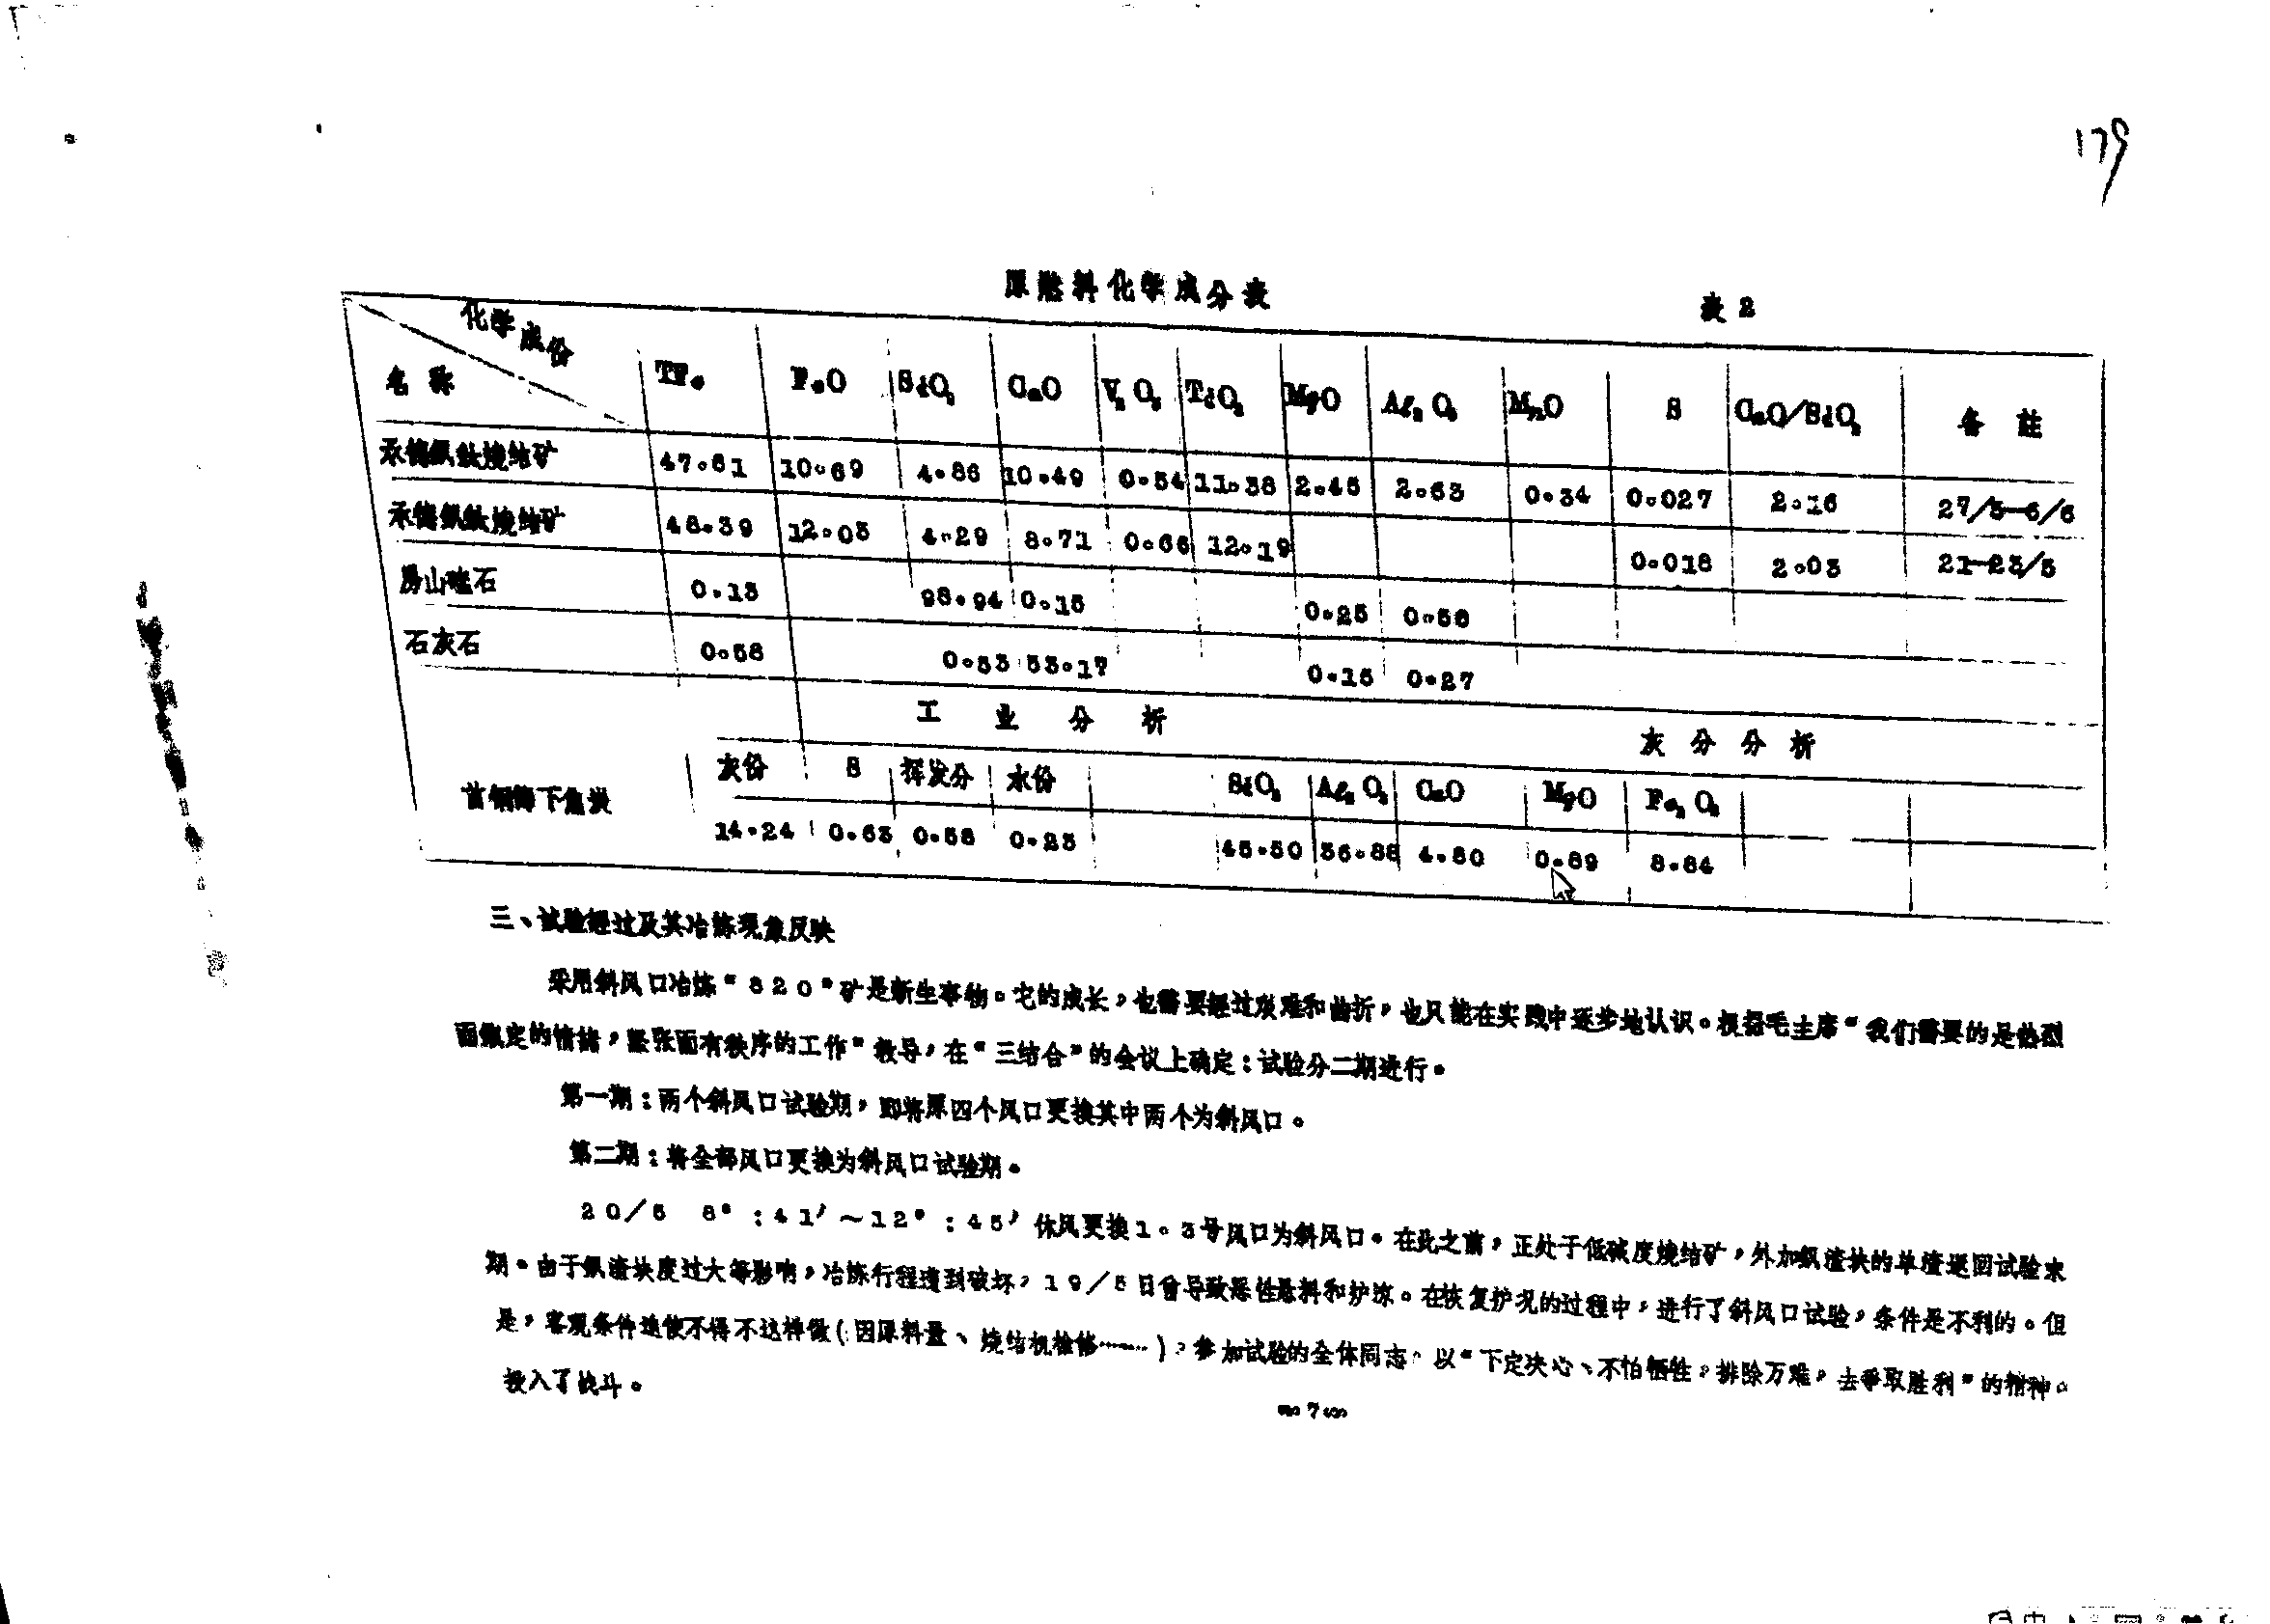 179
原燃料化学成分表
表2
化学成份
名称 TFe FeO SiO₂ CaO V₂O₅ TiO₂ MgO Al₂O₃ MnO S CaO/SiO₂ 备註
承德钒钛烧结矿 47.61 10.69 4.86 10.49 0.54 11.38 2.45 2.63 0.34 0.027 2.16 27/5—6/6
承德钒钛烧结矿 48.39 12.03 4.29 8.71 0.66 12.19 0.018 2.03 21—23/5
房山硅石 0.13 98.94 0.15 0.25 0.56
石灰石 0.58 0.53 53.17 0.15 0.27
工业分析 灰分分析
首钢筛下焦炭 灰份 S 挥发分 水份 SiO₂ Al₂O₃ CaO MgO Fe₂O₃
14.24 0.63 0.58 0.23 45.50 36.88 4.80 0.89 8.84
三、试验经过及其冶炼现象反映
采用斜风口冶炼“320”矿是新生事物。它的成长，也需要经过艰难和曲折，也只能在实践中逐步地认识。根据毛主席“我们需要的是热烈
面镇定的情绪，紧张而有秩序的工作”教导，在“三结合”的会议上确定：试验分二期进行。
第一期：两个斜风口试验期，即将原四个风口更换其中两个为斜风口。
第二期：将全部风口更换为斜风口试验期。
20/5 8°:41′～12°:45′休风更换1。3号风口为斜风口。在此之前，正处于低碱度烧结矿，外加钒渣块的单渣返回试验末
期。由于钒渣块度过大等影响，冶炼行程遭到破坏，19/5日曾导致恶性悬料和炉凉。在恢复护况的过程中，进行了斜风口试验，条件是不利的。但
是，客观条件迫使不得不这样做（因原料量、烧结机检修……），参加试验的全体同志，以“下定决心、不怕牺牲，排除万难，去争取胜利”的精神。
投入了战斗。
7